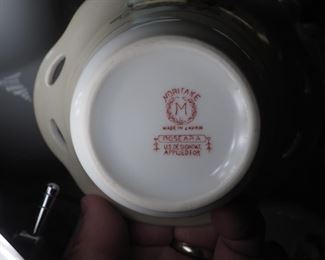 NORITAKE
M
MADE IN JAPAN
ROSEARA
U.S. DESIGN PAT.
APPLIED FOR